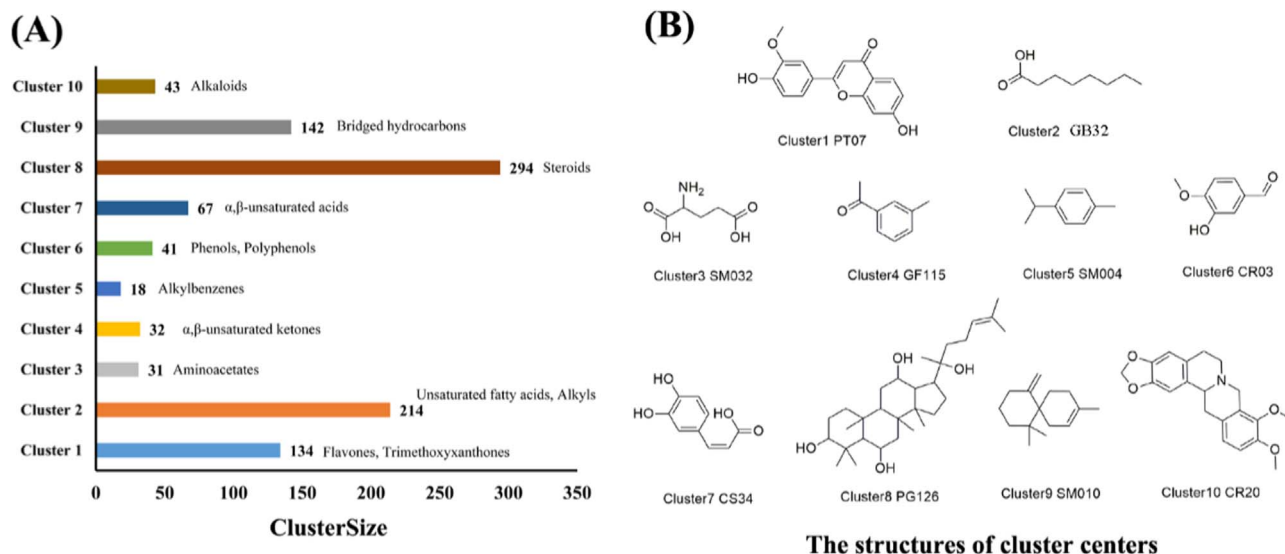 (A)
Cluster 10 43 Alkaloids
Cluster 9 142 Bridged hydrocarbons
Cluster 8 294 Steroids
Cluster 7 67 α,β-unsaturated acids
Cluster 6 41 Phenols, Polyphenols
Cluster 5 18 Alkylbenzenes
Cluster 4 32 α,β-unsaturated ketones
Cluster 3 31 Aminoacetates
Unsaturated fatty acids, Alkyls
Cluster 2 214
Cluster 1 134 Flavones, Trimethoxyxanthones
0 50 100 150 200 250 300 350
ClusterSize
(B)
O O
HO
O
OH
Cluster1 PT07
OH
O
Cluster2 GB32
NH2
O O
OH OH
Cluster3 SM032
O
Cluster4 GF115
Cluster5 SM004
O
O
HO
Cluster6 CR03
HO
HO HO
O
Cluster7 CS34
OH
OH
HO
OH
Cluster8 PG126
Cluster9 SM010
O
O
N
O
O
Cluster10 CR20
The structures of cluster centers